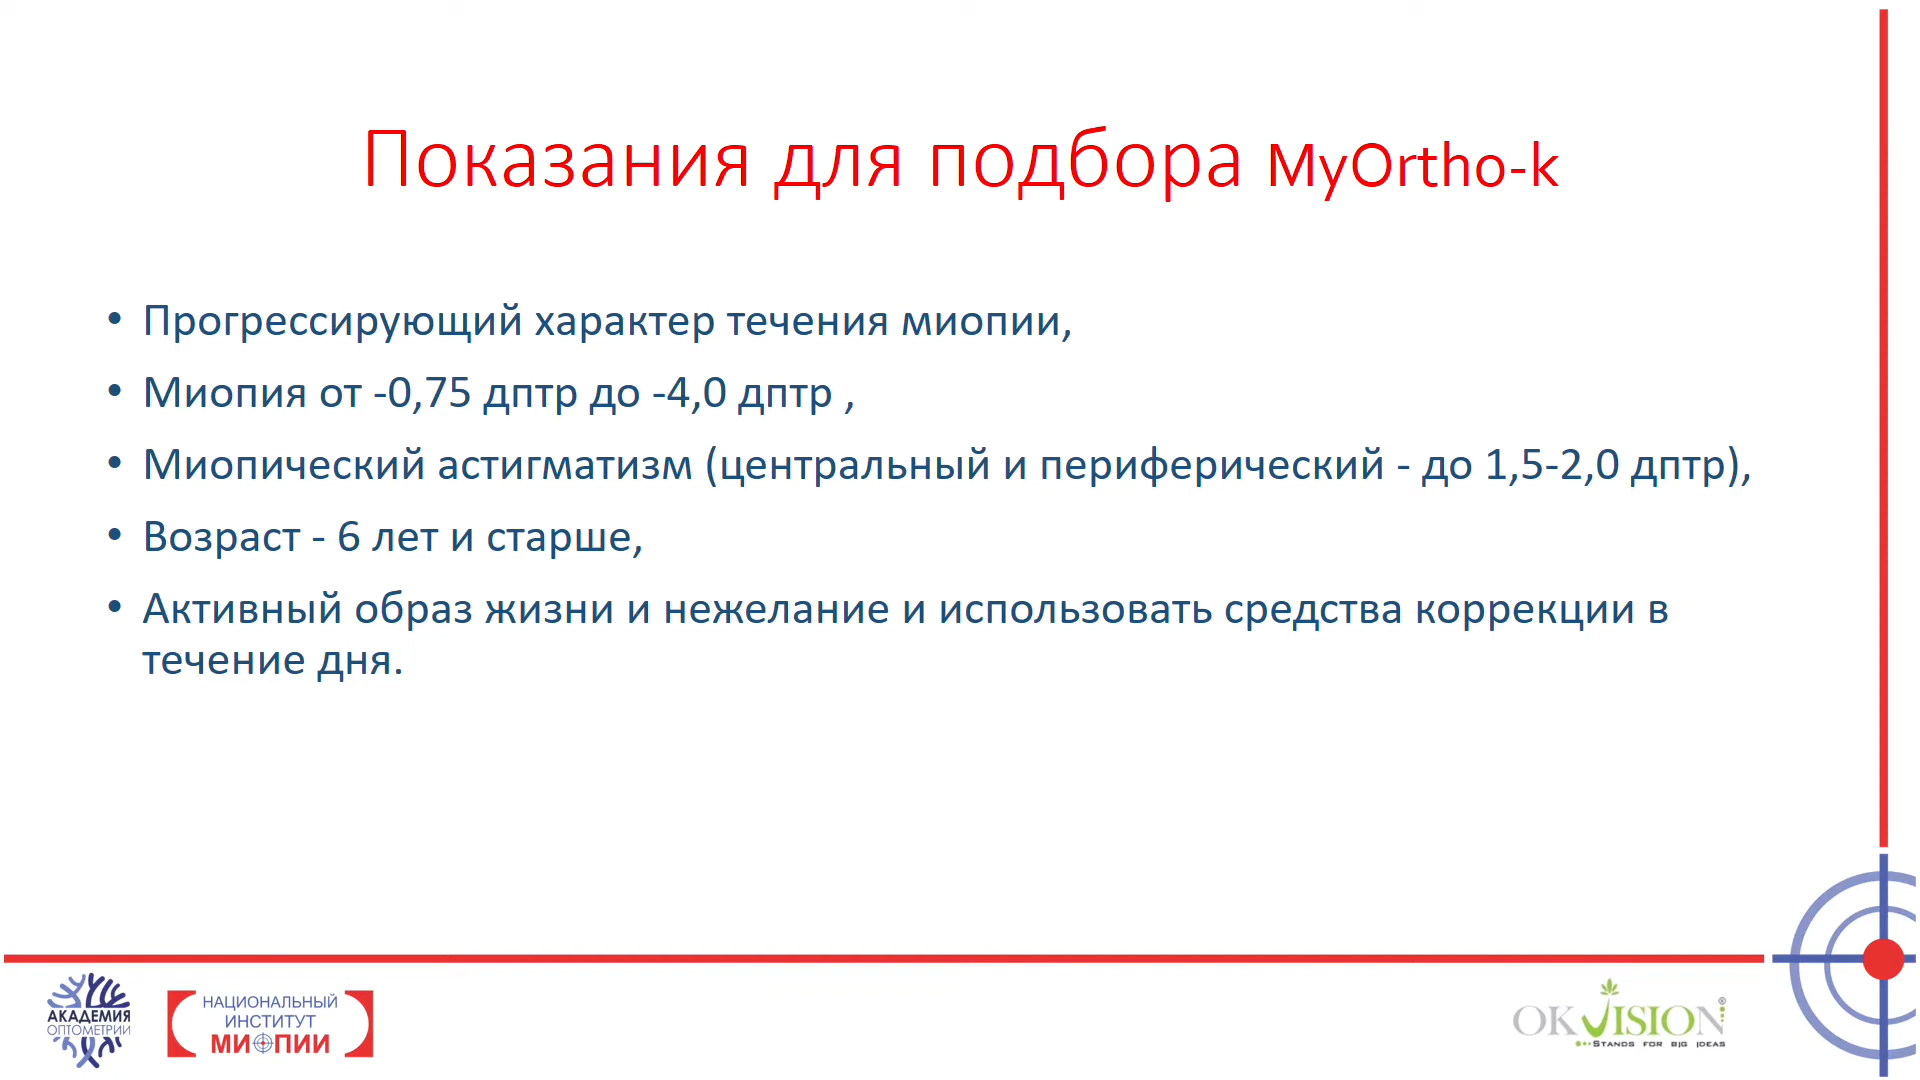 Показания для подбора MyOrtho-k
• Прогрессирующий характер течения миопии,
• Миопия от -0,75 дптр до -4,0 дптр ,
• Миопический астигматизм (центральный и периферический - до 1,5-2,0 дптр),
• Возраст - 6 лет и старше,
• Активный образ жизни и нежелание и использовать средства коррекции в
течение дня.
АКАДЕМИЯ
ОПТОМЕТРИИ
НАЦИОНАЛЬНЫЙ
ИНСТИТУТ
МИОПИИ
OKVISION®
STANDS FOR BIG IDEAS